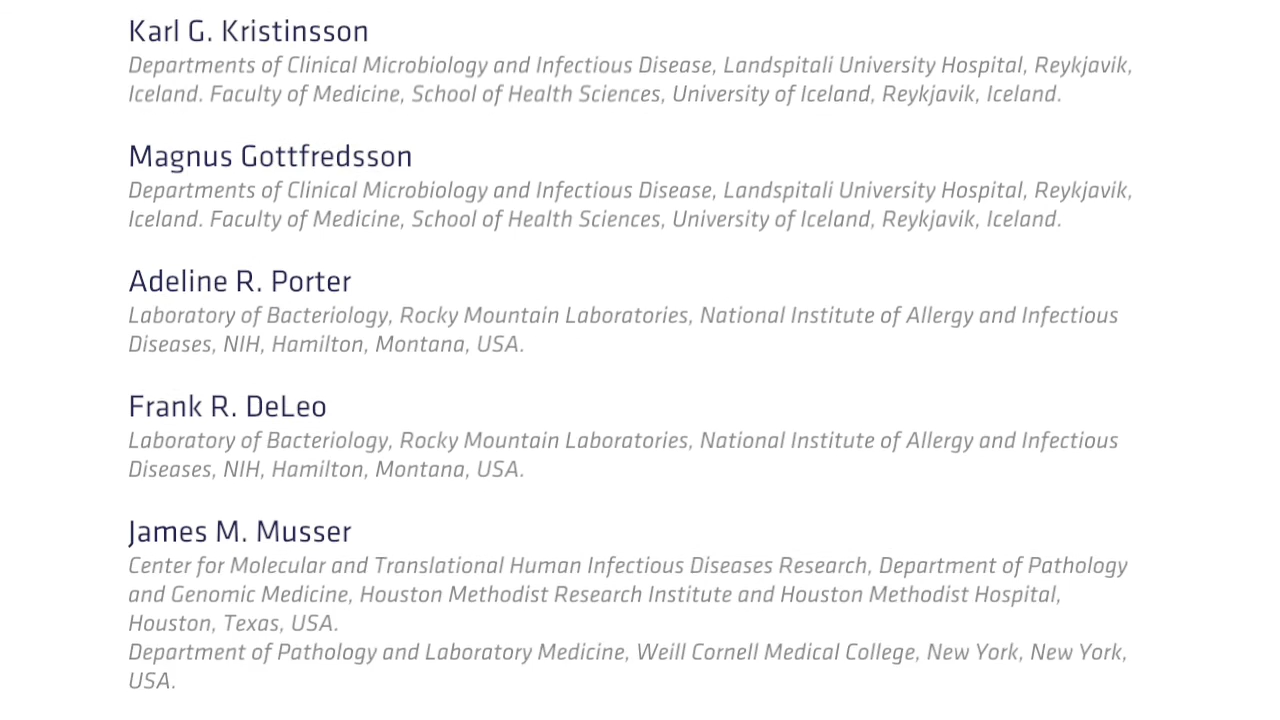 Karl G. Kristinsson
Departments of Clinical Microbiology and Infectious Disease, Landspitali University Hospital, Reykjavik,
Iceland. Faculty of Medicine, School of Health Sciences, University of Iceland, Reykjavik, Iceland.
Magnus Gottfredsson
Departments of Clinical Microbiology and Infectious Disease, Landspitali University Hospital, Reykjavik,
Iceland. Faculty of Medicine, School of Health Sciences, University of Iceland, Reykjavik, Iceland.
Adeline R. Porter
Laboratory of Bacteriology, Rocky Mountain Laboratories, National Institute of Allergy and Infectious
Diseases, NIH, Hamilton, Montana, USA.
Frank R. DeLeo
Laboratory of Bacteriology, Rocky Mountain Laboratories, National Institute of Allergy and Infectious
Diseases, NIH, Hamilton, Montana, USA.
James M. Musser
Center for Molecular and Translational Human Infectious Diseases Research, Department of Pathology
and Genomic Medicine, Houston Methodist Research Institute and Houston Methodist Hospital,
Houston, Texas, USA.
Department of Pathology and Laboratory Medicine, Weill Cornell Medical College, New York, New York,
USA.